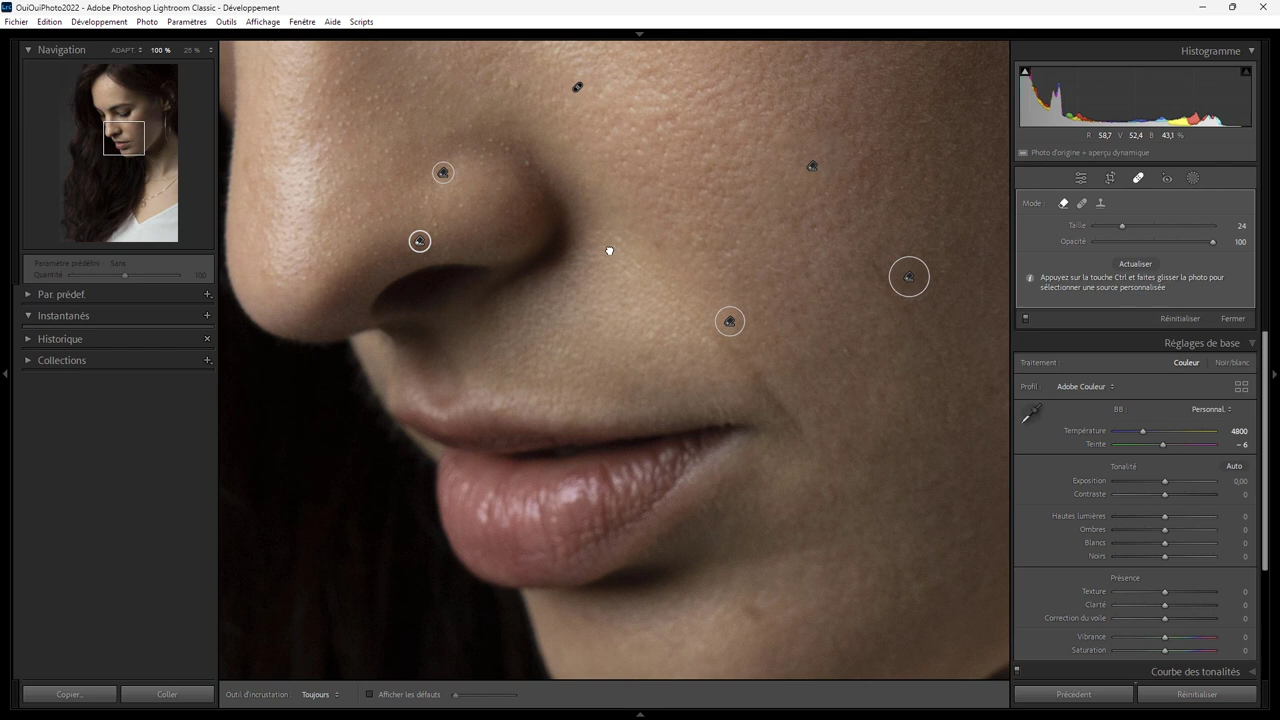 OuiOuiPhoto2022 - Adobe Photoshop Lightroom Classic - Développement
Fichier Edition Développement Photo Paramètres Outils Affichage Fenêtre Aide Scripts
Navigation ADAPT. 100 % 25 %
Paramètre prédéfini : Sans
Quantité 100
Par. prédéf.
Instantanés
Historique
Collections
Copier... Coller
Outil d'incrustation : Toujours Afficher les défauts
Histogramme
R 58,7 V 52,4 B 43,1 %
Photo d'origine + aperçu dynamique
Mode :
Taille 24
Opacité 100
Actualiser
Appuyez sur la touche Ctrl et faites glisser la photo pour
sélectionner une source personnalisée
Réinitialiser Fermer
Réglages de base
Traitement : Couleur Noir/blanc
Profil : Adobe Couleur
BB : Personnal.
Température 4800
Teinte – 6
Tonalité Auto
Exposition 0,00
Contraste 0
Hautes lumières 0
Ombres 0
Blancs 0
Noirs 0
Présence
Texture 0
Clarté 0
Correction du voile 0
Vibrance 0
Saturation 0
Courbe des tonalités
Précédent Réinitialiser